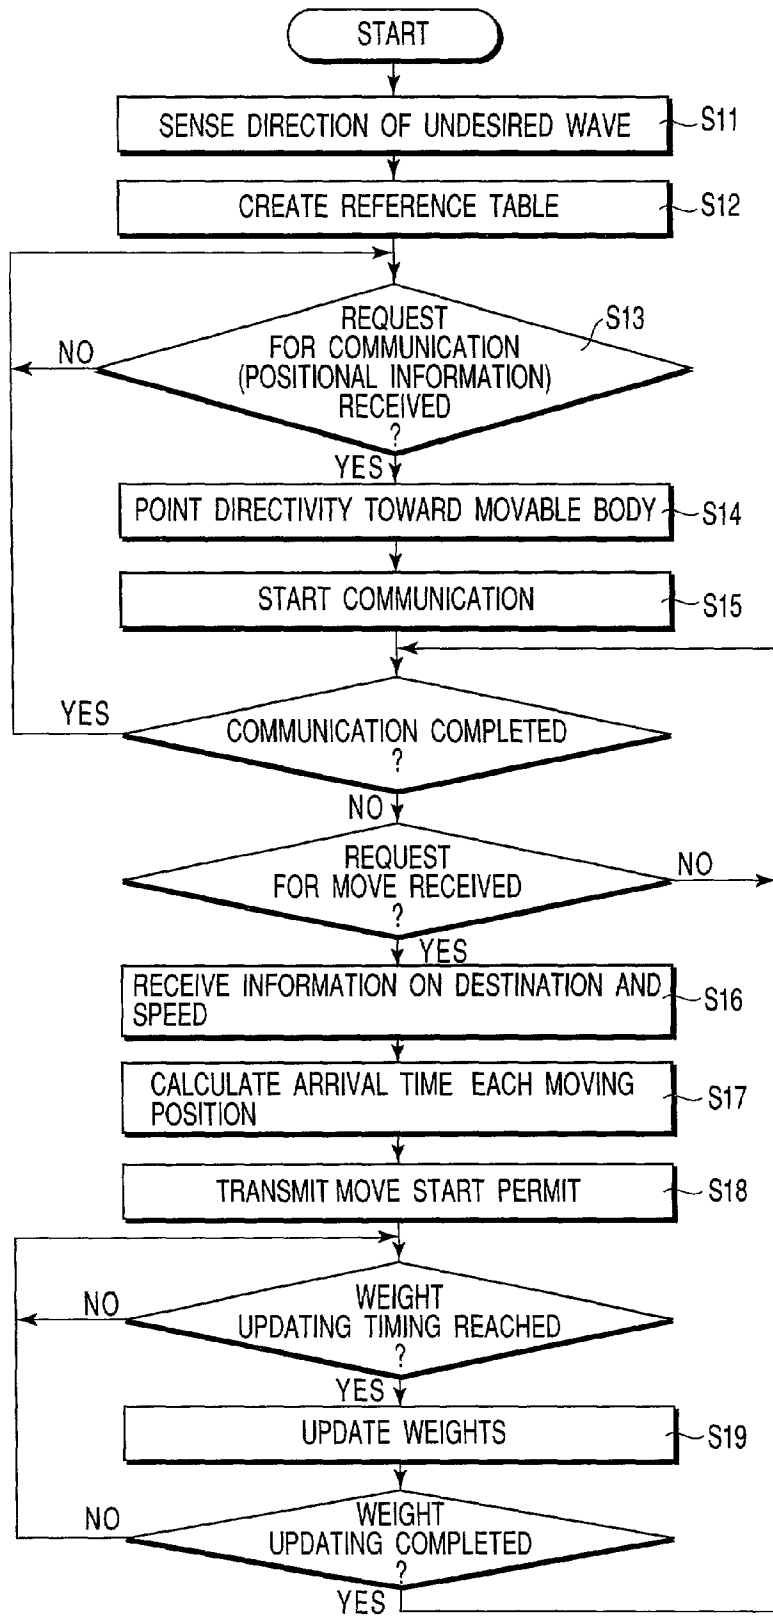 START
SENSE DIRECTION OF UNDESIRED WAVE
S11
CREATE REFERENCE TABLE
S12
REQUEST
FOR COMMUNICATION
(POSITIONAL INFORMATION)
RECEIVED
?
S13
NO
YES
POINT DIRECTIVITY TOWARD MOVABLE BODY
S14
START COMMUNICATION
S15
YES
COMMUNICATION COMPLETED
?
NO
REQUEST
FOR MOVE RECEIVED
?
NO
YES
RECEIVE INFORMATION ON DESTINATION AND
SPEED
S16
CALCULATE ARRIVAL TIME EACH MOVING
POSITION
S17
TRANSMIT MOVE START PERMIT
S18
NO
WEIGHT
UPDATING TIMING REACHED
?
YES
UPDATE WEIGHTS
S19
NO
WEIGHT
UPDATING COMPLETED
?
YES